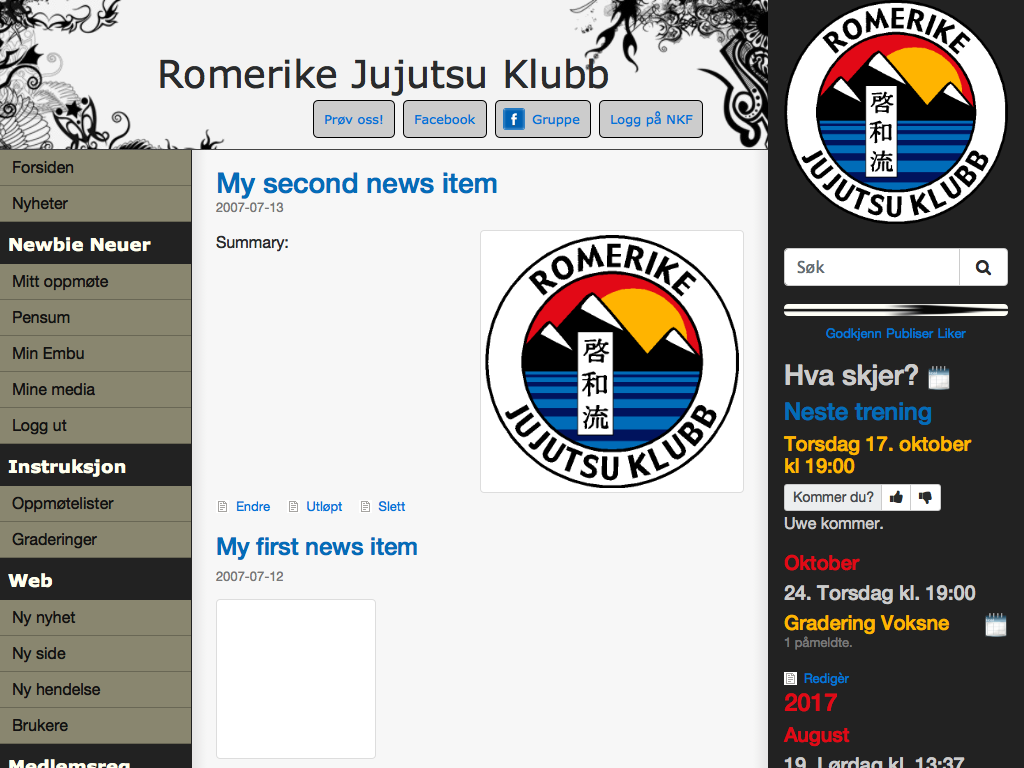 Romerike Jujutsu Klubb
Prøv oss!
Facebook
Gruppe
Logg på NKF
Forsiden
Nyheter
Newbie Neuer
Mitt oppmøte
Pensum
Min Embu
Mine media
Logg ut
Instruksjon
Oppmøtelister
Graderinger
Web
Ny nyhet
Ny side
Ny hendelse
Brukere
Medlemsreg
My second news item
2007-07-13
Summary:
ROMERIKE
啓和流
JUJUTSU KLUBB
Endre
Utløpt
Slett
My first news item
2007-07-12
ROMERIKE
啓和流
JUJUTSU KLUBB
Søk
Godkjenn Publiser Liker
Hva skjer?
Neste trening
Torsdag 17. oktober
kl 19:00
Kommer du?
Uwe kommer.
Oktober
24. Torsdag kl. 19:00
Gradering Voksne
1 påmeldte.
Redigèr
2017
August
19. Lørdag kl. 13:37